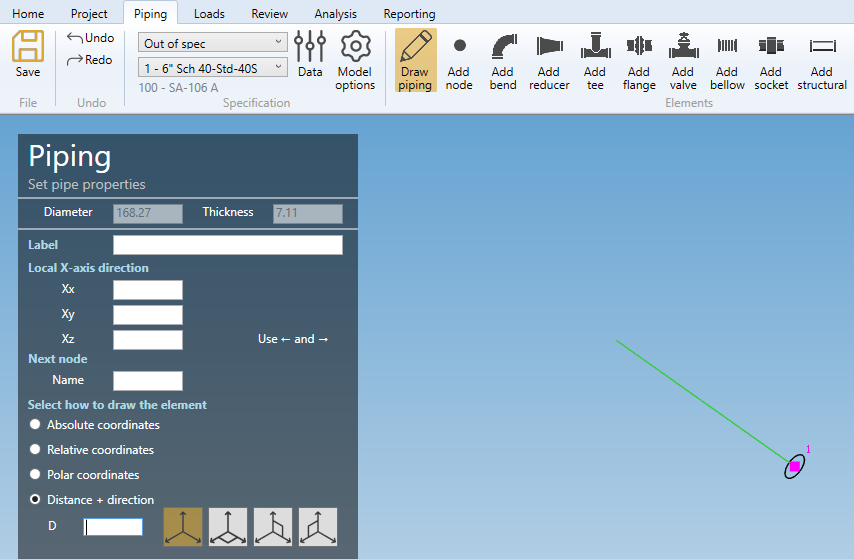 Home Project Piping Loads Review Analysis Reporting
Save
Undo
Redo
Out of spec
1 - 6" Sch 40-Std-40S
100 - SA-106 A
Data
Model options
Draw piping
Add node
Add bend
Add reducer
Add tee
Add flange
Add valve
Add bellow
Add socket
Add structural
File Undo Specification Elements
Piping
Set pipe properties
Diameter 168.27 Thickness 7.11
Label
Local X-axis direction
Xx
Xy
Xz Use ← and →
Next node
Name
Select how to draw the element
Absolute coordinates
Relative coordinates
Polar coordinates
Distance + direction
D
1